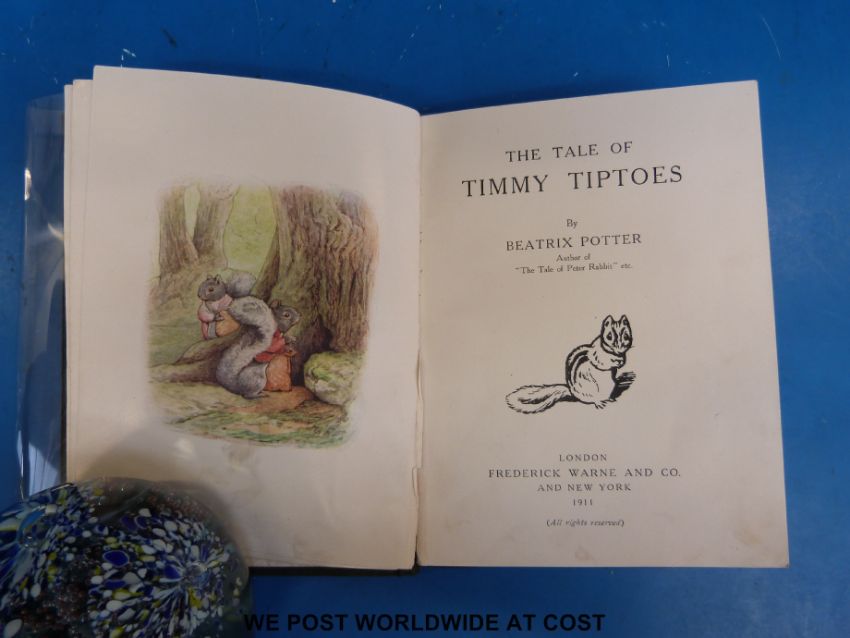 THE TALE OF
TIMMY TIPTOES
By
BEATRIX POTTER
Author of
"The Tale of Peter Rabbit" etc.
LONDON
FREDERICK WARNE AND CO.
AND NEW YORK
1911
(All rights reserved)
WE POST WORLDWIDE AT COST